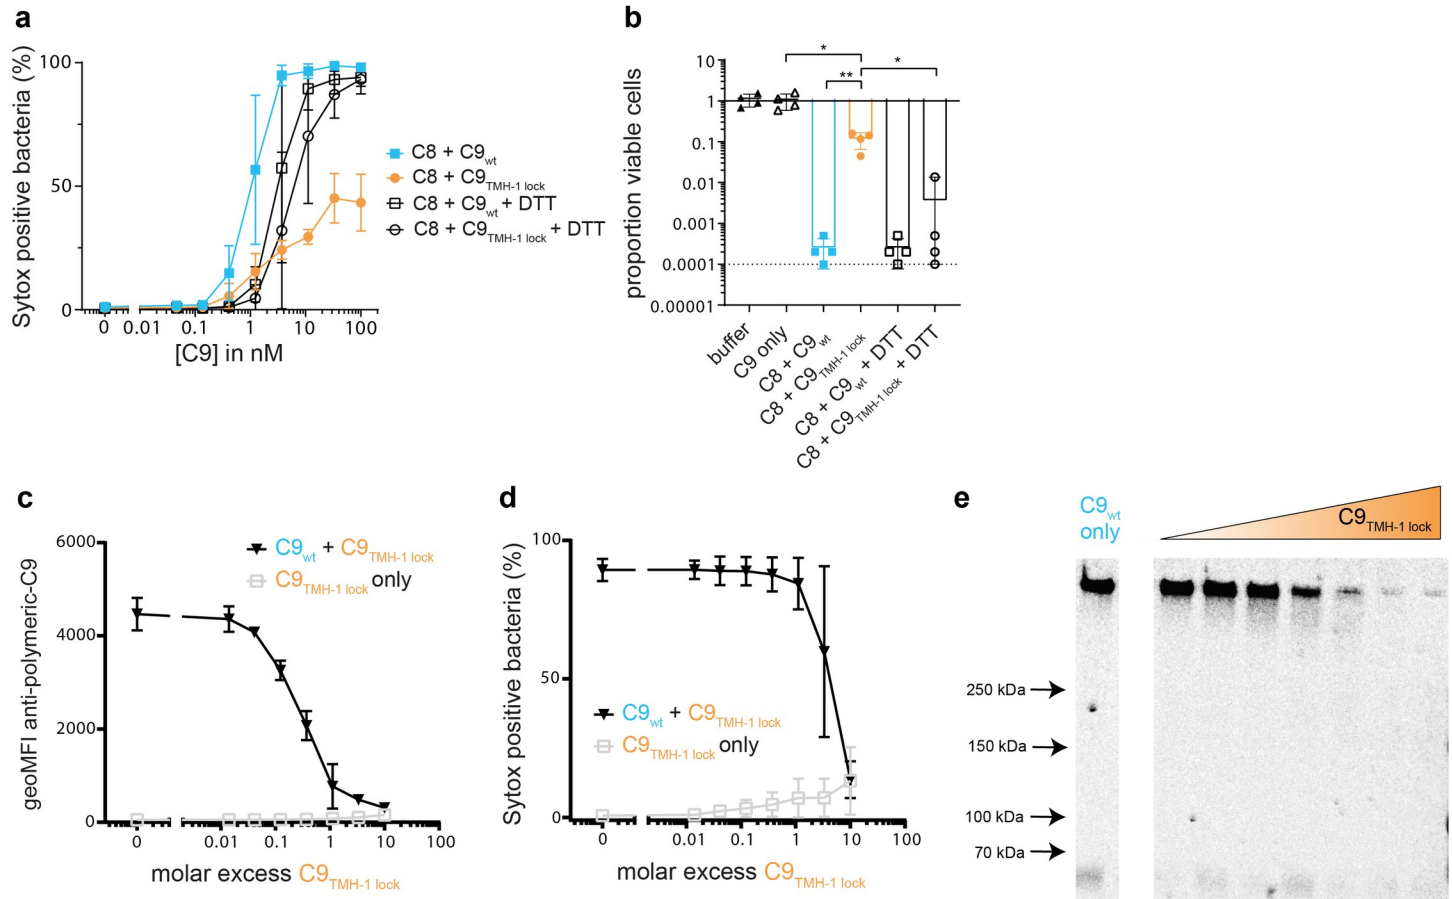 a
Sytox positive bacteria (%)
100
50
0
0 0.01 0.1 1 10 100
[C9] in nM
C8 + C9wt
C8 + C9TMH-1 lock
C8 + C9wt + DTT
C8 + C9TMH-1 lock + DTT
b
proportion viable cells
10
1
0.1
0.01
0.001
0.0001
0.00001
*
**
*
buffer
C9 only
C8 + C9wt
C8 + C9TMH-1 lock
C8 + C9wt + DTT
C8 + C9TMH-1 lock + DTT
c
geoMFI anti-polymeric-C9
6000
4000
2000
0
C9wt + C9TMH-1 lock
C9TMH-1 lock only
0 0.01 0.1 1 10 100
molar excess C9TMH-1 lock
d
Sytox positive bacteria (%)
100
50
0
C9wt + C9TMH-1 lock
C9TMH-1 lock only
0 0.01 0.1 1 10 100
molar excess C9TMH-1 lock
e
C9wt
only
C9TMH-1 lock
250 kDa
150 kDa
100 kDa
70 kDa